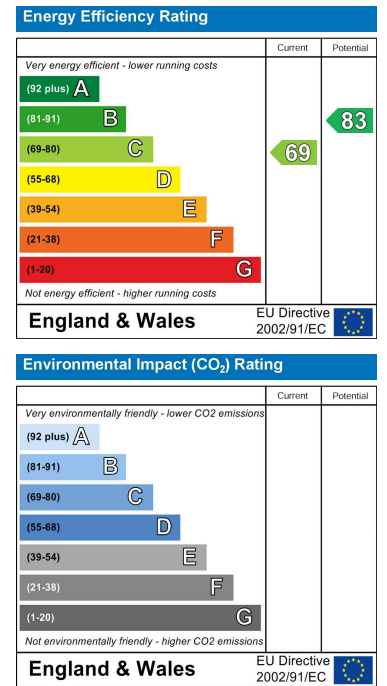 Energy Efficiency Rating
Current Potential
Very energy efficient - lower running costs
(92 plus) A
(81-91) B
83
(69-80) C
69
(55-68) D
(39-54) E
(21-38) F
(1-20) G
Not energy efficient - higher running costs
England & Wales
EU Directive
2002/91/EC
Environmental Impact (CO₂) Rating
Current Potential
Very environmentally friendly - lower CO2 emissions
(92 plus) A
(81-91) B
(69-80) C
(55-68) D
(39-54) E
(21-38) F
(1-20) G
Not environmentally friendly - higher CO2 emissions
England & Wales
EU Directive
2002/91/EC